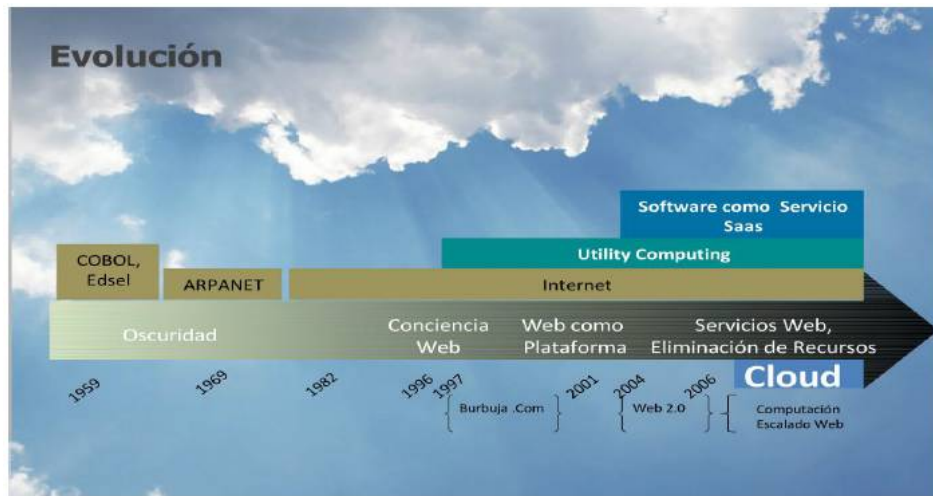 Evolución
Software como Servicio
Saas
Utility Computing
COBOL,
Edsel
ARPANET
Internet
Oscuridad
Conciencia
Web
Web como
Plataforma
Servicios Web,
Eliminación de Recursos
1959
1969
1982
1996
1997
2001
2004
2006
Cloud
Burbuja .Com
Web 2.0
Computación
Escalado Web